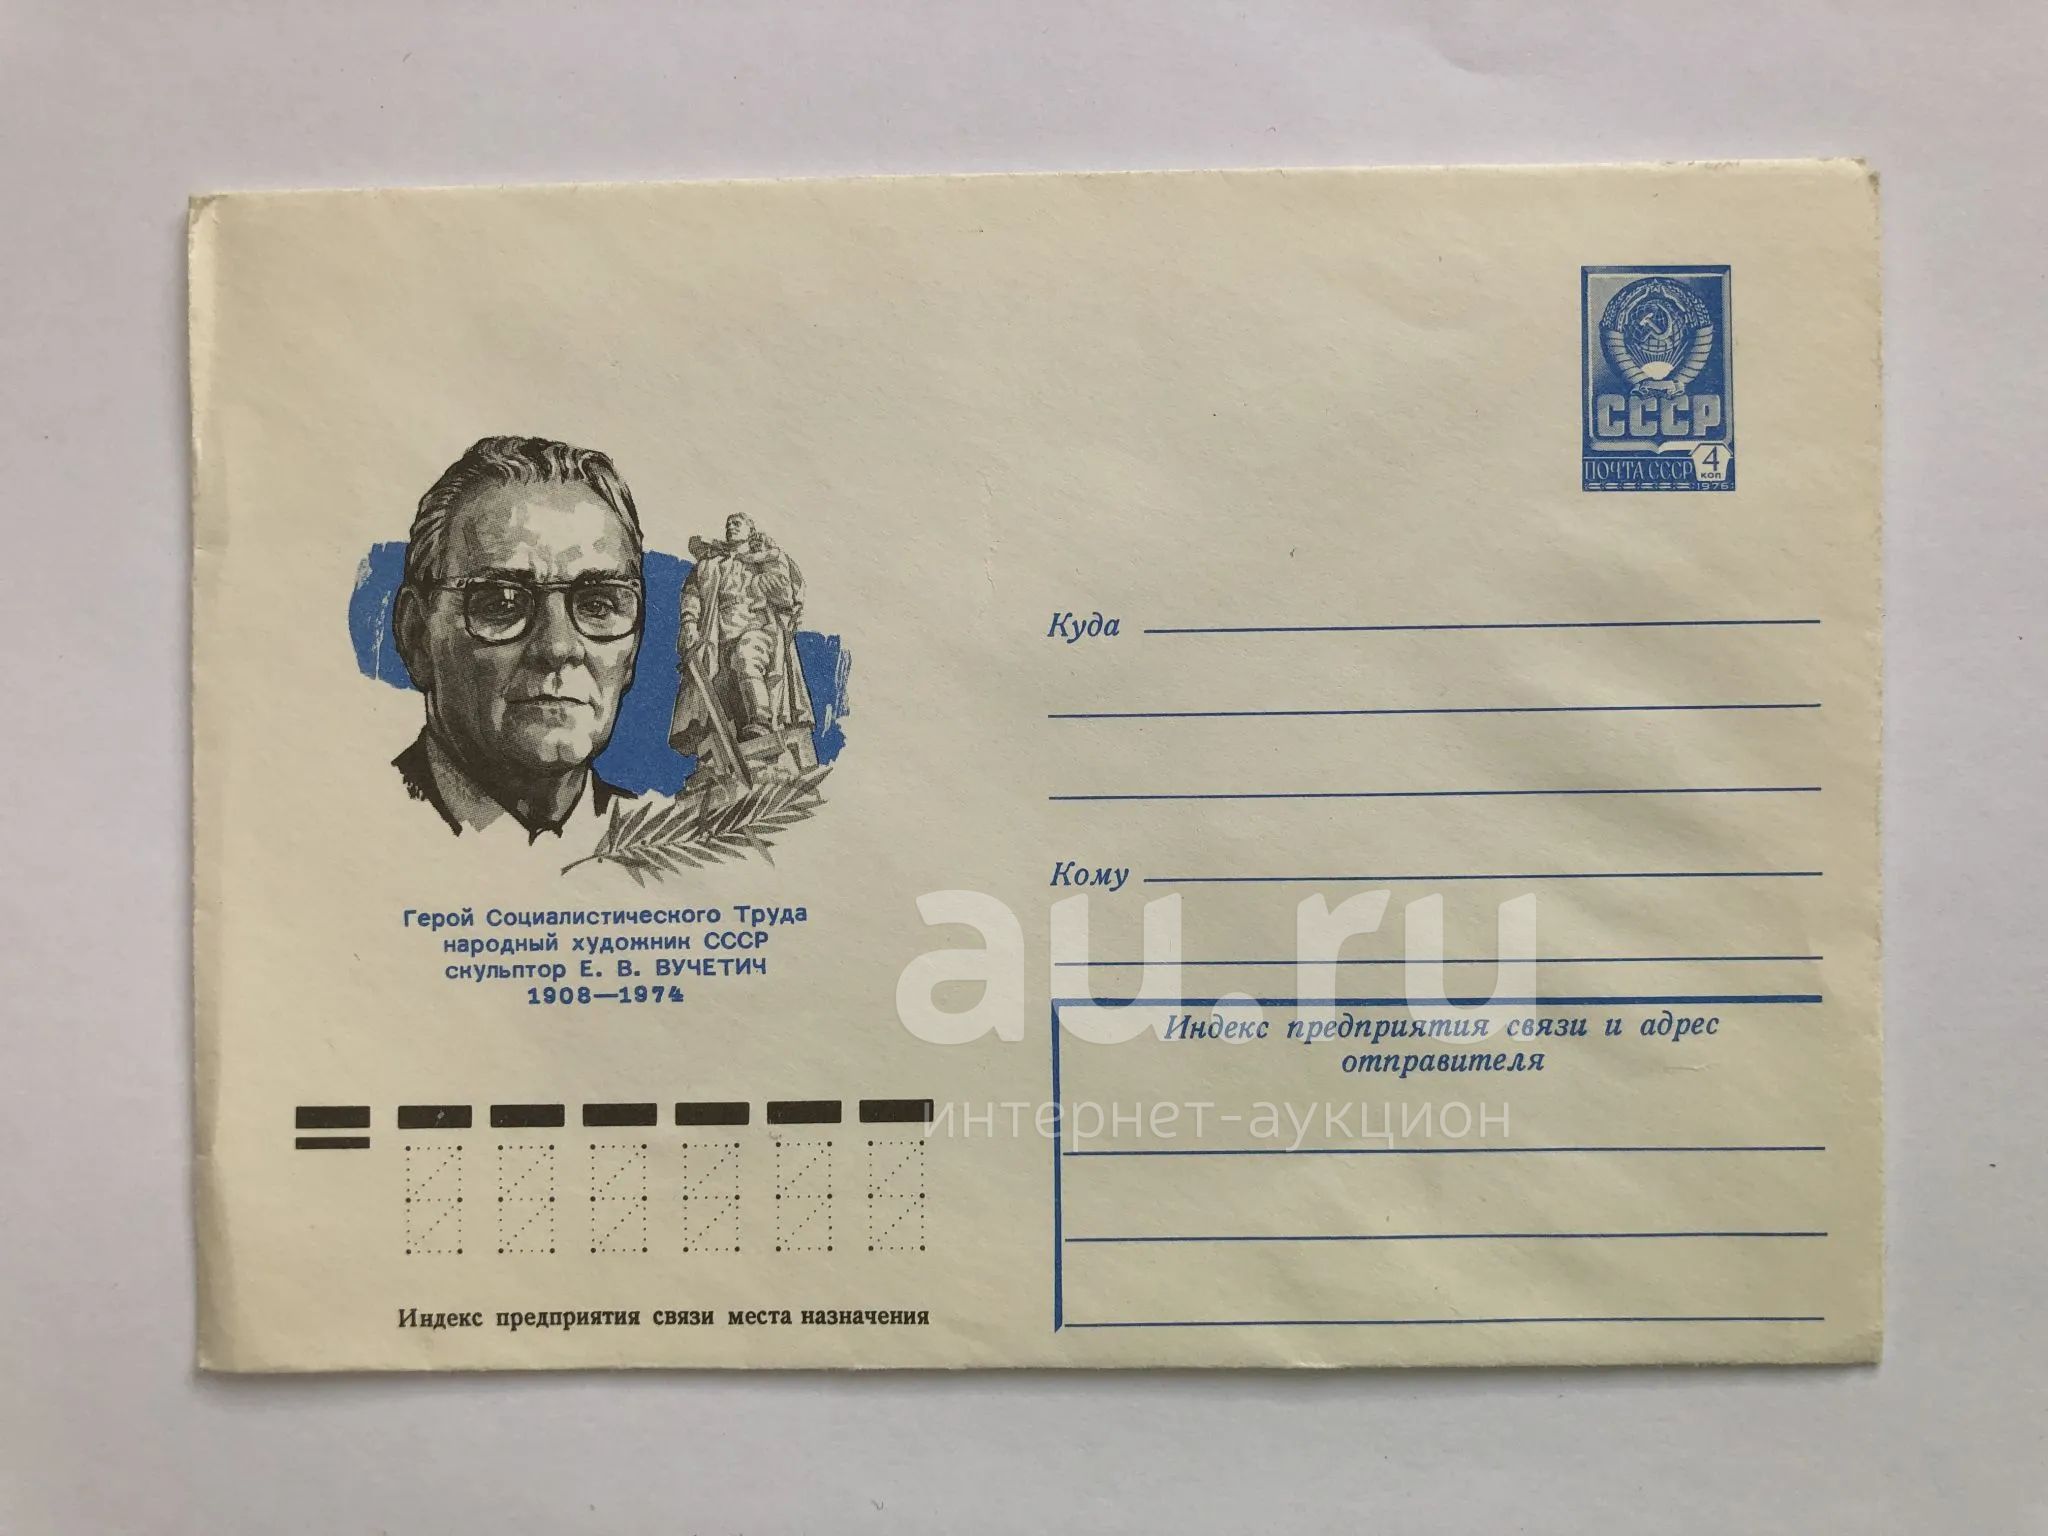 СССР
ПОЧТА СССР 4
коп
1976
Куда
Кому
Герой Социалистического Труда
народный художник СССР
скульптор Е. В. ВУЧЕТИЧ
1908—1974
au.ru
интернет-аукцион
Индекс предприятия связи и адрес
отправителя
Индекс предприятия связи места назначения